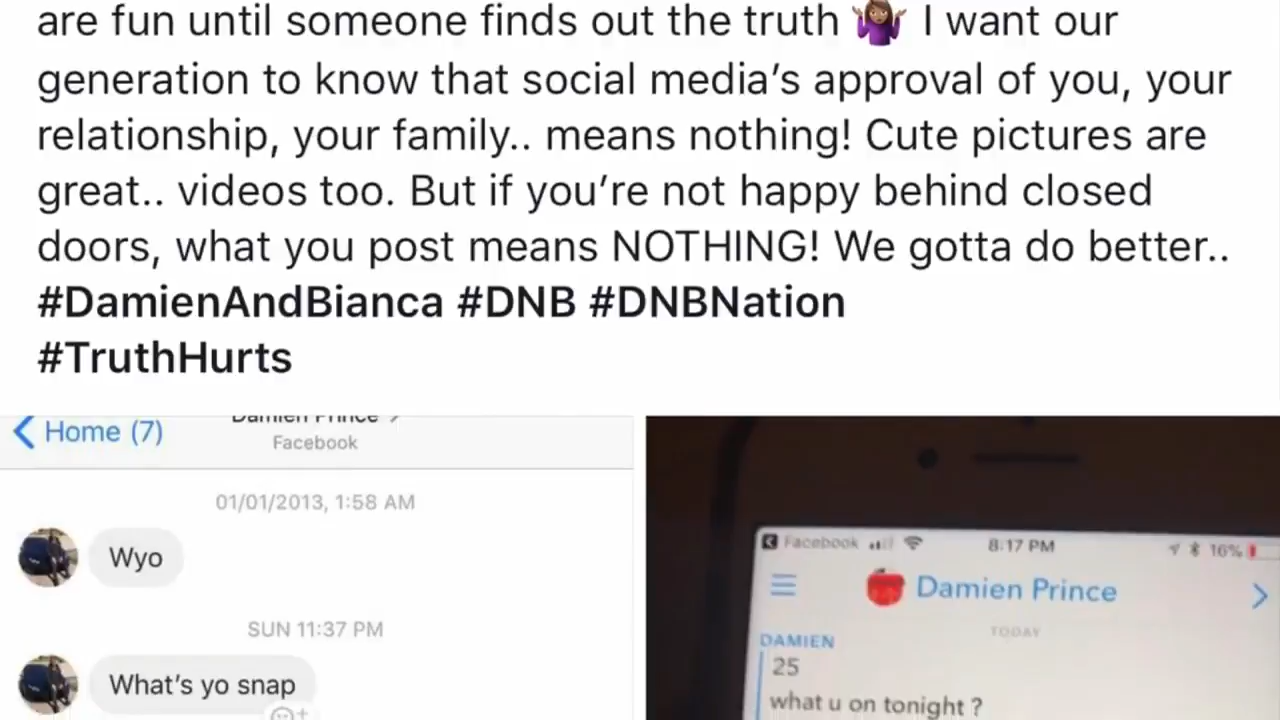 are fun until someone finds out the truth 🤷🏽‍♀️ I want our
generation to know that social media’s approval of you, your
relationship, your family.. means nothing! Cute pictures are
great.. videos too. But if you’re not happy behind closed
doors, what you post means NOTHING! We gotta do better..
#DamienAndBianca #DNB #DNBNation
#TruthHurts
Home (7)
Damien Prince
Facebook
01/01/2013, 1:58 AM
Wyo
SUN 11:37 PM
What’s yo snap
Facebook
8:17 PM
16%
Damien Prince
TODAY
DAMIEN
25
what u on tonight ?